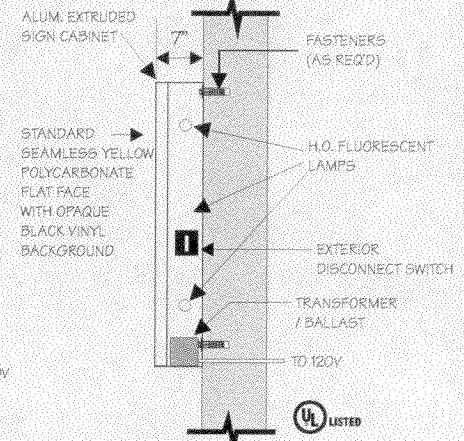 ALUM. EXTRUDED
SIGN CABINET
7"
FASTENERS
(AS REQ'D)
STANDARD
SEAMLESS YELLOW
POLYCARBONATE
FLAT FACE
WITH OPAQUE
BLACK VINYL
BACKGROUND
H.O. FLUORESCENT
LAMPS
EXTERIOR
DISCONNECT SWITCH
TRANSFORMER
/ BALLAST
TO 120V
UL LISTED